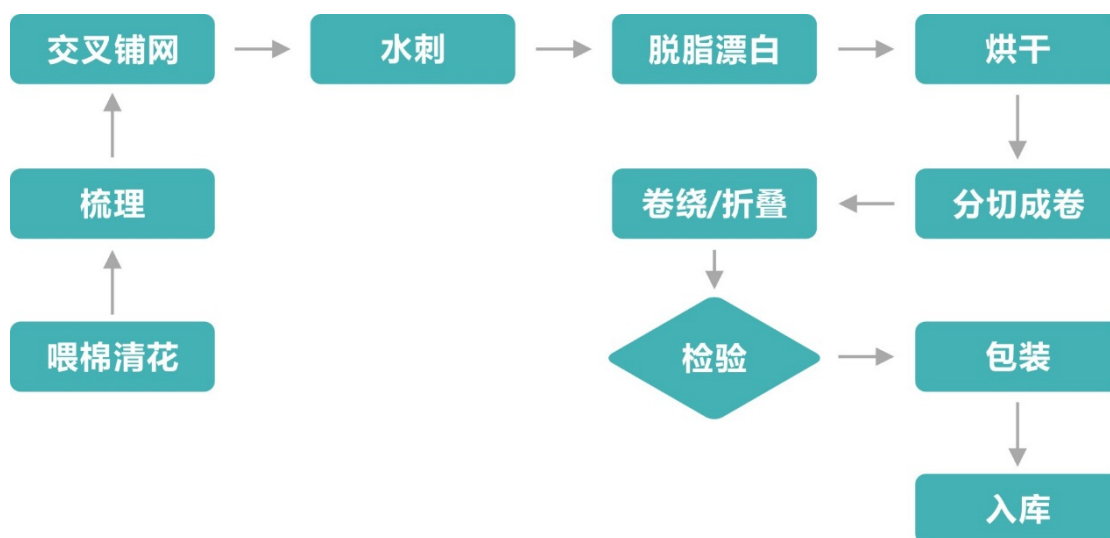 交叉铺网
水刺
脱脂漂白
烘干
梳理
卷绕/折叠
分切成卷
喂棉清花
检验
包装
入库